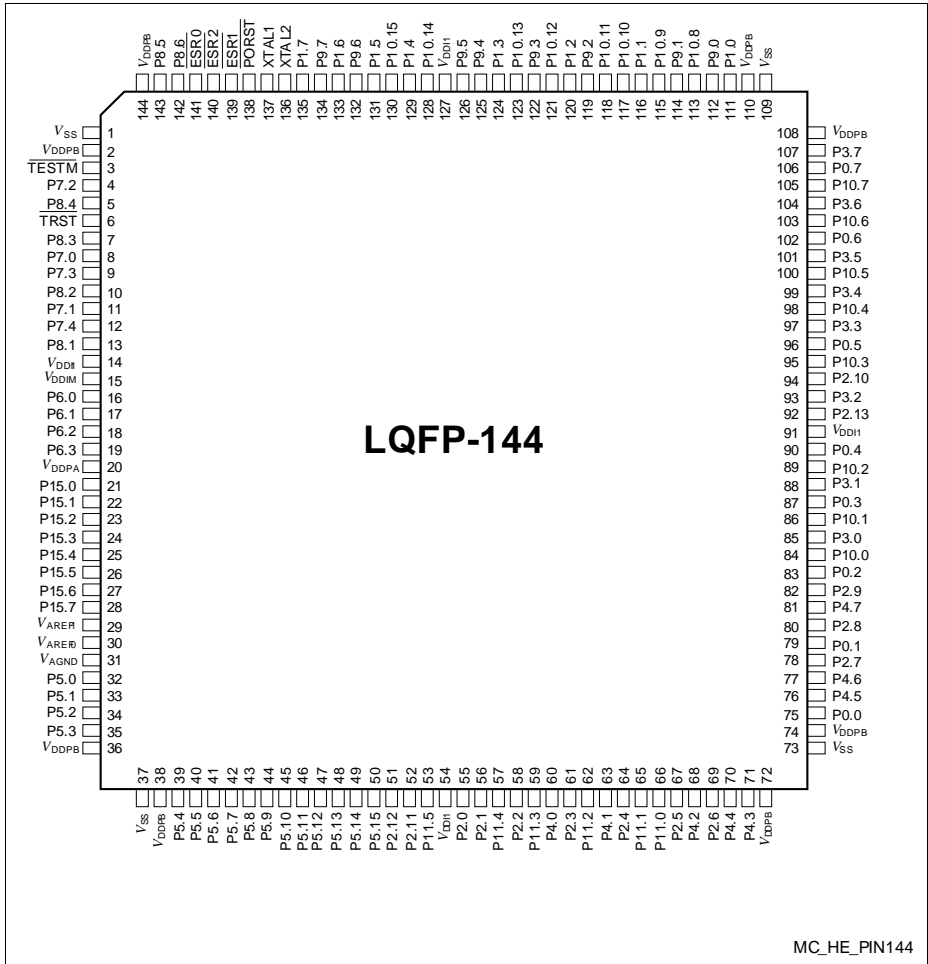 VDDPB P8.5 P8.6 ESR0 ESR2 ESR1 PORST XTAL1 XTAL2 P1.7 P9.7 P1.6 P9.6 P1.5 P10.15 P1.4 P10.14 VDDI1 P9.5 P9.4 P1.3 P10.13 P9.3 P10.12 P1.2 P9.2 P10.11 P10.10 P1.1 P10.9 P9.1 P10.8 P9.0 P1.0 VDDPB VSS
144 143 142 141 140 139 138 137 136 135 134 133 132 131 130 129 128 127 126 125 124 123 122 121 120 119 118 117 116 115 114 113 112 111 110 109
VSS 1
VDDPB 2
TESTM 3
P7.2 4
P8.4 5
TRST 6
P8.3 7
P7.0 8
P7.3 9
P8.2 10
P7.1 11
P7.4 12
P8.1 13
VDDI1 14
VDDIM 15
P6.0 16
P6.1 17
P6.2 18
P6.3 19
VDDPA 20
P15.0 21
P15.1 22
P15.2 23
P15.3 24
P15.4 25
P15.5 26
P15.6 27
P15.7 28
VAREF1 29
VAREF0 30
VAGND 31
P5.0 32
P5.1 33
P5.2 34
P5.3 35
VDDPB 36
LQFP-144
108 VDDPB
107 P3.7
106 P0.7
105 P10.7
104 P3.6
103 P10.6
102 P0.6
101 P3.5
100 P10.5
99 P3.4
98 P10.4
97 P3.3
96 P0.5
95 P10.3
94 P2.10
93 P3.2
92 P2.13
91 VDDI1
90 P0.4
89 P10.2
88 P3.1
87 P0.3
86 P10.1
85 P3.0
84 P10.0
83 P0.2
82 P2.9
81 P4.7
80 P2.8
79 P0.1
78 P2.7
77 P4.6
76 P4.5
75 P0.0
74 VDDPB
73 VSS
37 38 39 40 41 42 43 44 45 46 47 48 49 50 51 52 53 54 55 56 57 58 59 60 61 62 63 64 65 66 67 68 69 70 71 72
VSS VDDPB P5.4 P5.5 P5.6 P5.7 P5.8 P5.9 P5.10 P5.11 P5.12 P5.13 P5.14 P5.15 P2.12 P2.11 P11.5 VDDI1 P2.0 P2.1 P11.4 P2.2 P11.3 P4.0 P2.3 P11.2 P4.1 P2.4 P11.1 P11.0 P2.5 P4.2 P2.6 P4.4 P4.3 VDDPB
MC_HE_PIN144